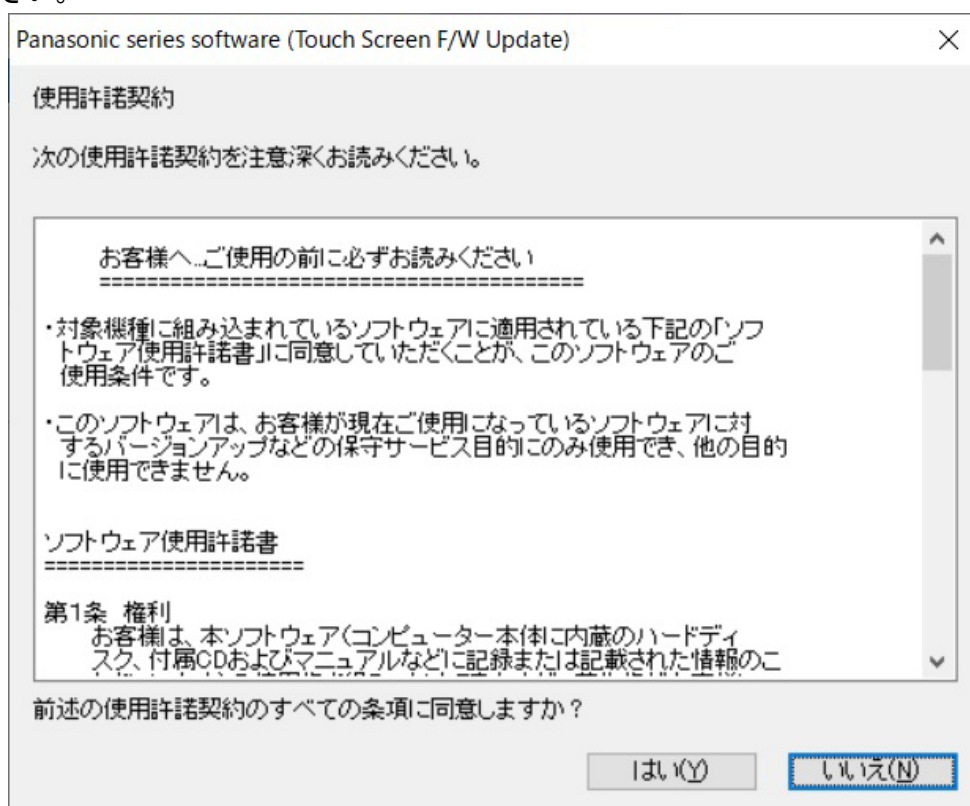 さい。
Panasonic series software (Touch Screen F/W Update)
使用許諾契約
次の使用許諾契約を注意深くお読みください。
お客様へ…ご使用の前に必ずお読みください
=========================================
・対象機種に組み込まれているソフトウェアに適用されている下記の「ソフ
トウェア使用許諾書」に同意していただくことが、このソフトウェアのご
使用条件です。
・このソフトウェアは、お客様が現在ご使用になっているソフトウェアに対
するバージョンアップなどの保守サービス目的にのみ使用でき、他の目的
に使用できません。
ソフトウェア使用許諾書
======================
第1条 権利
お客様は、本ソフトウェア(コンピューター本体に内蔵のハードディ
スク、付属CDおよびマニュアルなどに記録または記載された情報のこ
前述の使用許諾契約のすべての条項に同意しますか?
はい(Y)
いいえ(N)